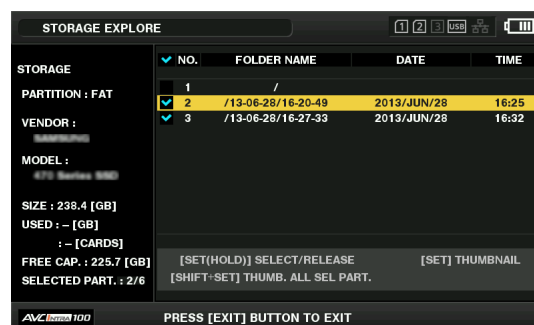 STORAGE EXPLORE
1 2 3 USB
STORAGE
PARTITION : FAT
VENDOR :
SAMSUNG
MODEL :
470 Series SSD
SIZE : 238.4 [GB]
USED : – [GB]
: – [CARDS]
FREE CAP. : 225.7 [GB]
SELECTED PART. : 2/6
NO. FOLDER NAME DATE TIME
1 /
2 /13-06-28/16-20-49 2013/JUN/28 16:25
3 /13-06-28/16-27-33 2013/JUN/28 16:32
[SET(HOLD)] SELECT/RELEASE [SET] THUMBNAIL
[SHIFT+SET] THUMB. ALL SEL PART.
AVC INTRA 100 PRESS [EXIT] BUTTON TO EXIT